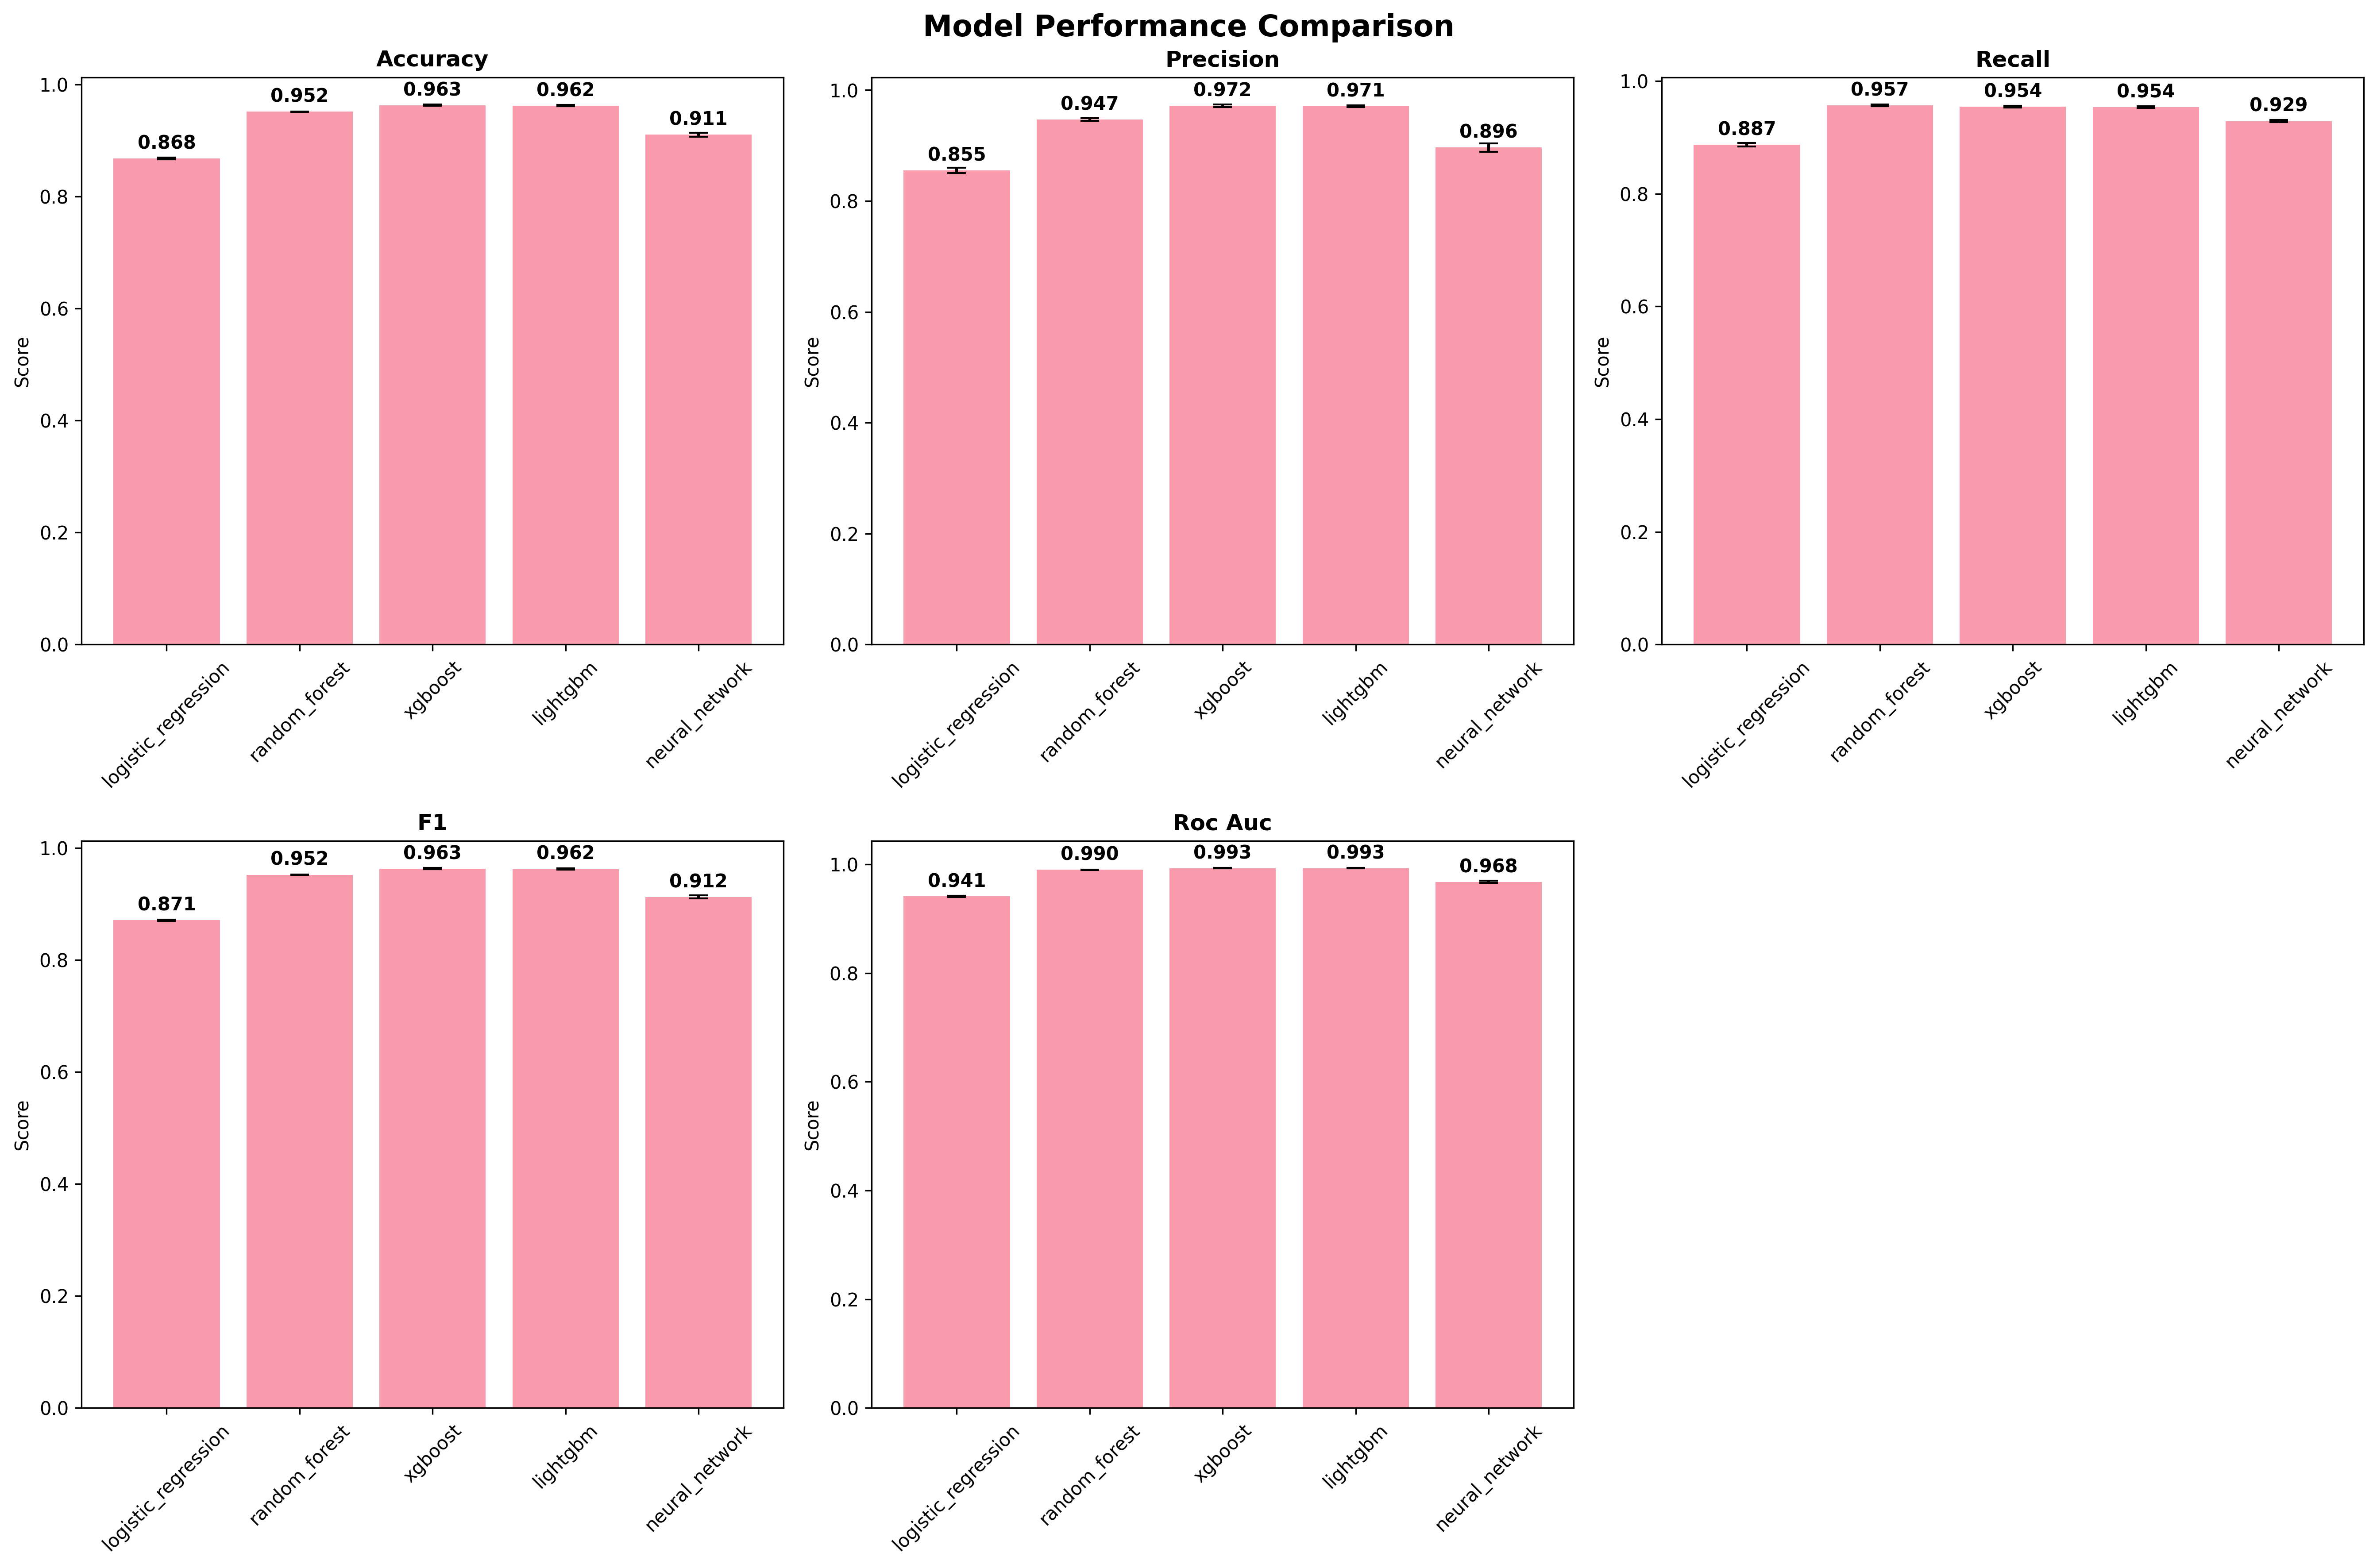 Model Performance Comparison
Accuracy
Score
1.0
0.8
0.6
0.4
0.2
0.0
0.868
0.952
0.963
0.962
0.911
logistic_regression
random_forest
xgboost
lightgbm
neural_network
Precision
Score
1.0
0.8
0.6
0.4
0.2
0.0
0.855
0.947
0.972
0.971
0.896
logistic_regression
random_forest
xgboost
lightgbm
neural_network
Recall
Score
1.0
0.8
0.6
0.4
0.2
0.0
0.887
0.957
0.954
0.954
0.929
logistic_regression
random_forest
xgboost
lightgbm
neural_network
F1
Score
1.0
0.8
0.6
0.4
0.2
0.0
0.871
0.952
0.963
0.962
0.912
logistic_regression
random_forest
xgboost
lightgbm
neural_network
Roc Auc
Score
1.0
0.8
0.6
0.4
0.2
0.0
0.941
0.990
0.993
0.993
0.968
logistic_regression
random_forest
xgboost
lightgbm
neural_network